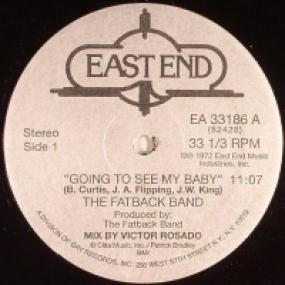 EAST END
Stereo
Side 1
EA 33186 A
(82428)
33 1/3 RPM
1972 East End Music
Industries, Inc.
"GOING TO SEE MY BABY" 11:07
(B. Curtis, J. A. Flipping, J.W. King)
THE FATBACK BAND
Produced by:
The Fatback Band
MIX BY VICTOR ROSADO
© Clita Music, Inc. / Patrick Bradley
BMI
A DIVISION OF GAY RECORDS, INC. 250 WEST 57TH STREET N.Y., N.Y. 10019